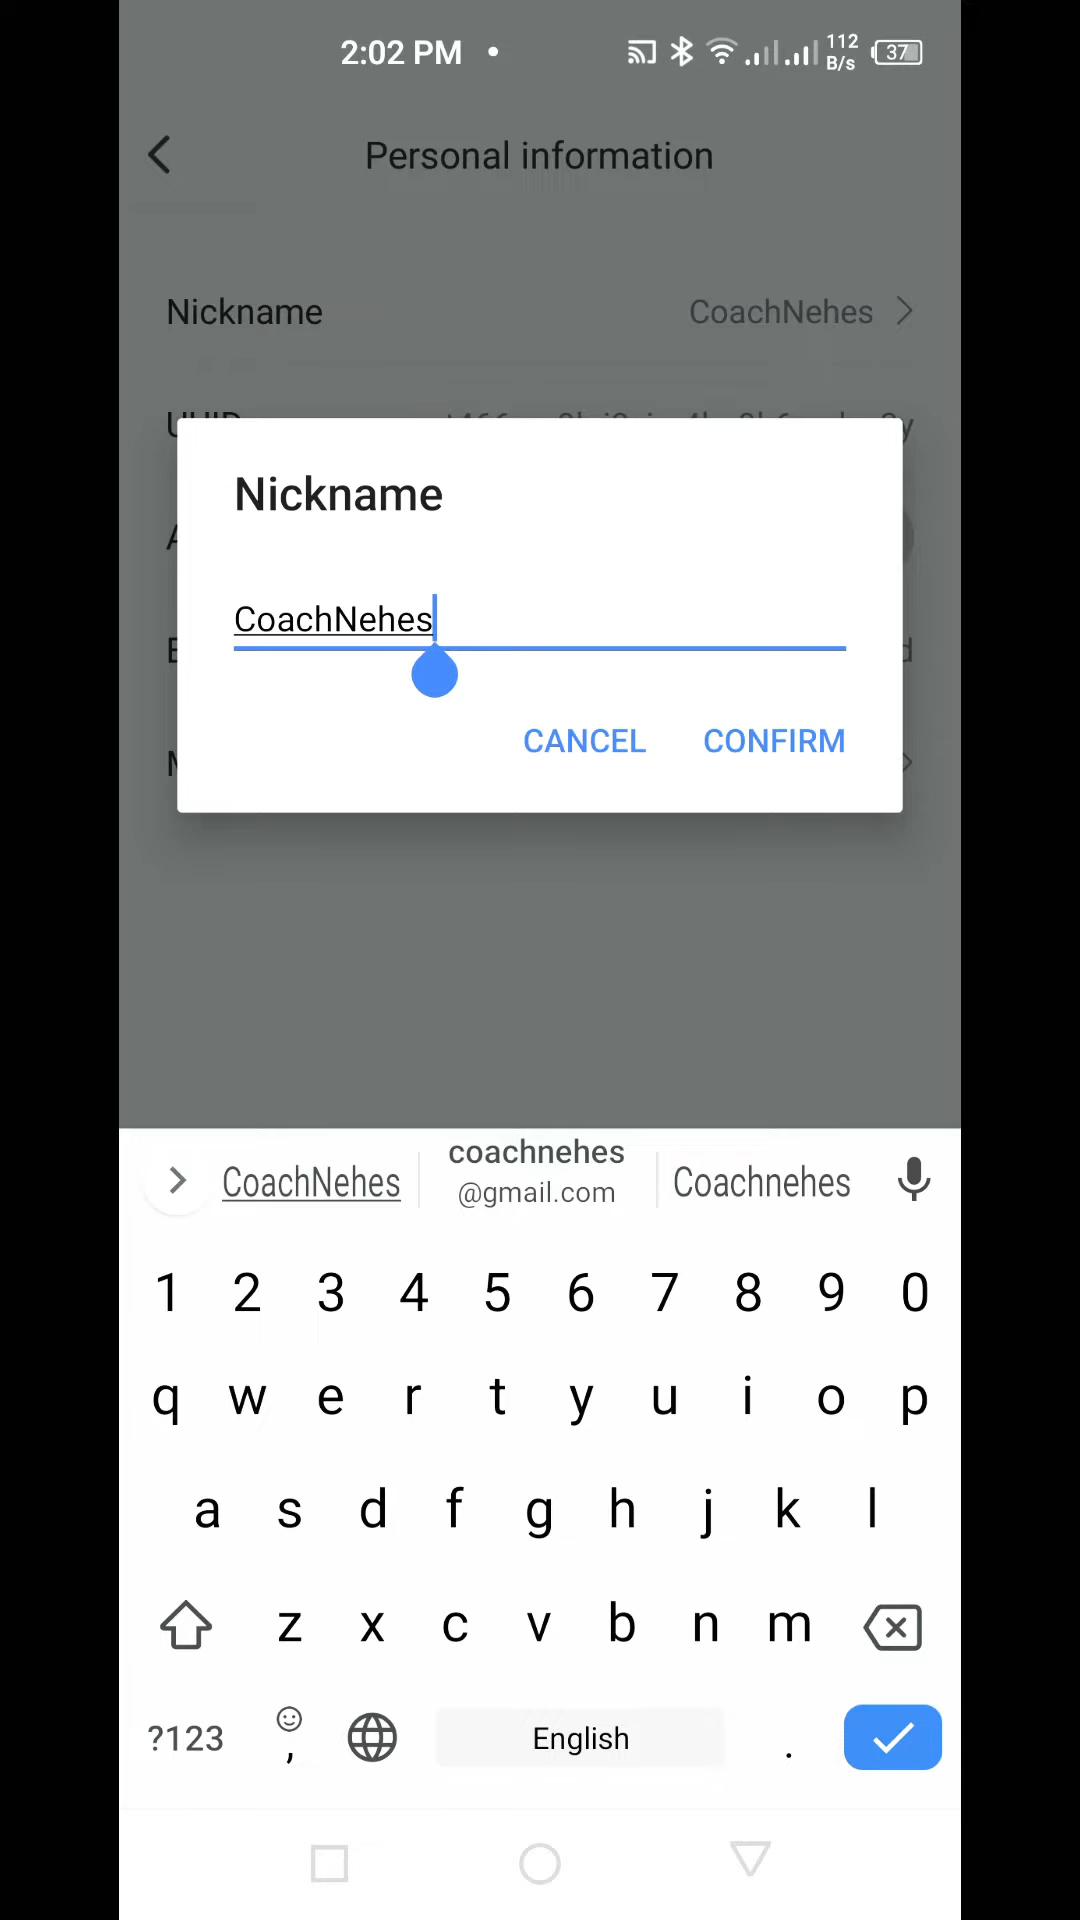 2:02 PM
112
B/s
37
Personal information
Nickname CoachNehes
Nickname
CoachNehes
CANCEL CONFIRM
CoachNehes coachnehes Coachnehes
@gmail.com
1 2 3 4 5 6 7 8 9 0
q w e r t y u i o p
a s d f g h j k l
z x c v b n m
?123 , English .